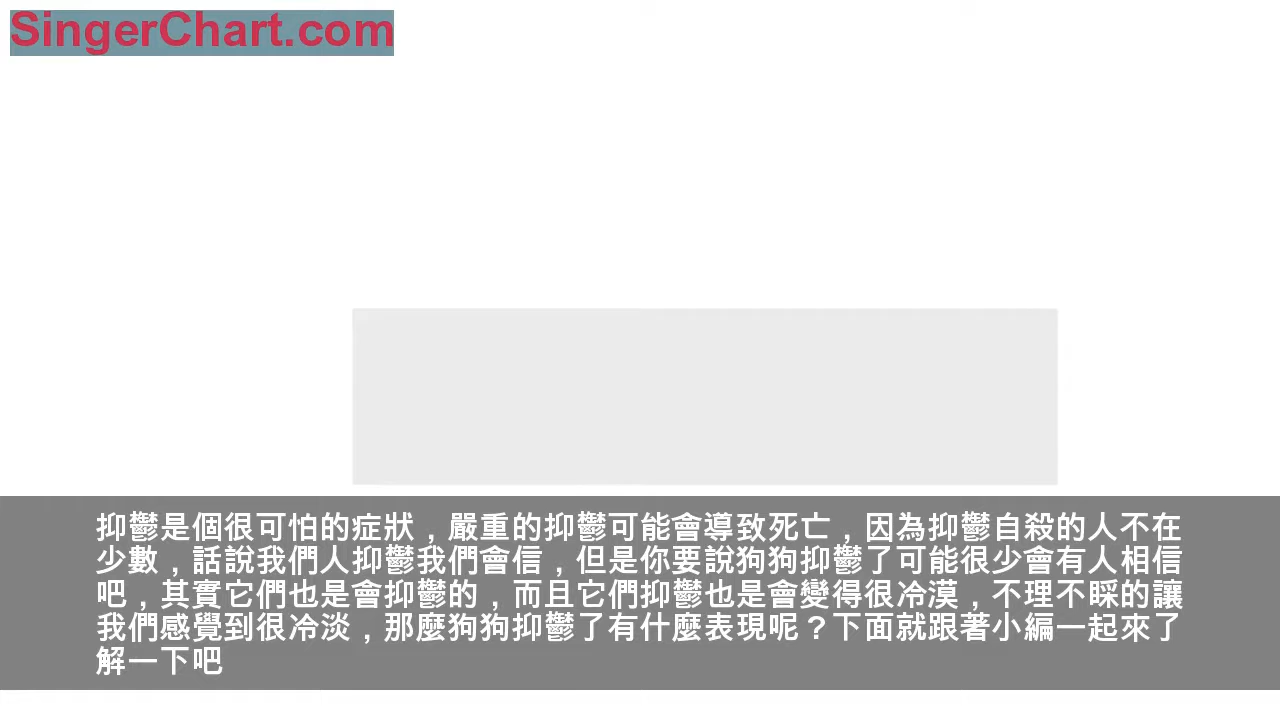 SingerChart.com
抑鬱是個很可怕的症狀，嚴重的抑鬱可能會導致死亡，因為抑鬱自殺的人不在
少數，話說我們人抑鬱我們會信，但是你要說狗狗抑鬱了可能很少會有人相信
吧，其實它們也是會抑鬱的，而且它們抑鬱也是會變得很冷漠，不理不睬的讓
我們感覺到很冷淡，那麼狗狗抑鬱了有什麼表現呢？下面就跟著小編一起來了
解一下吧